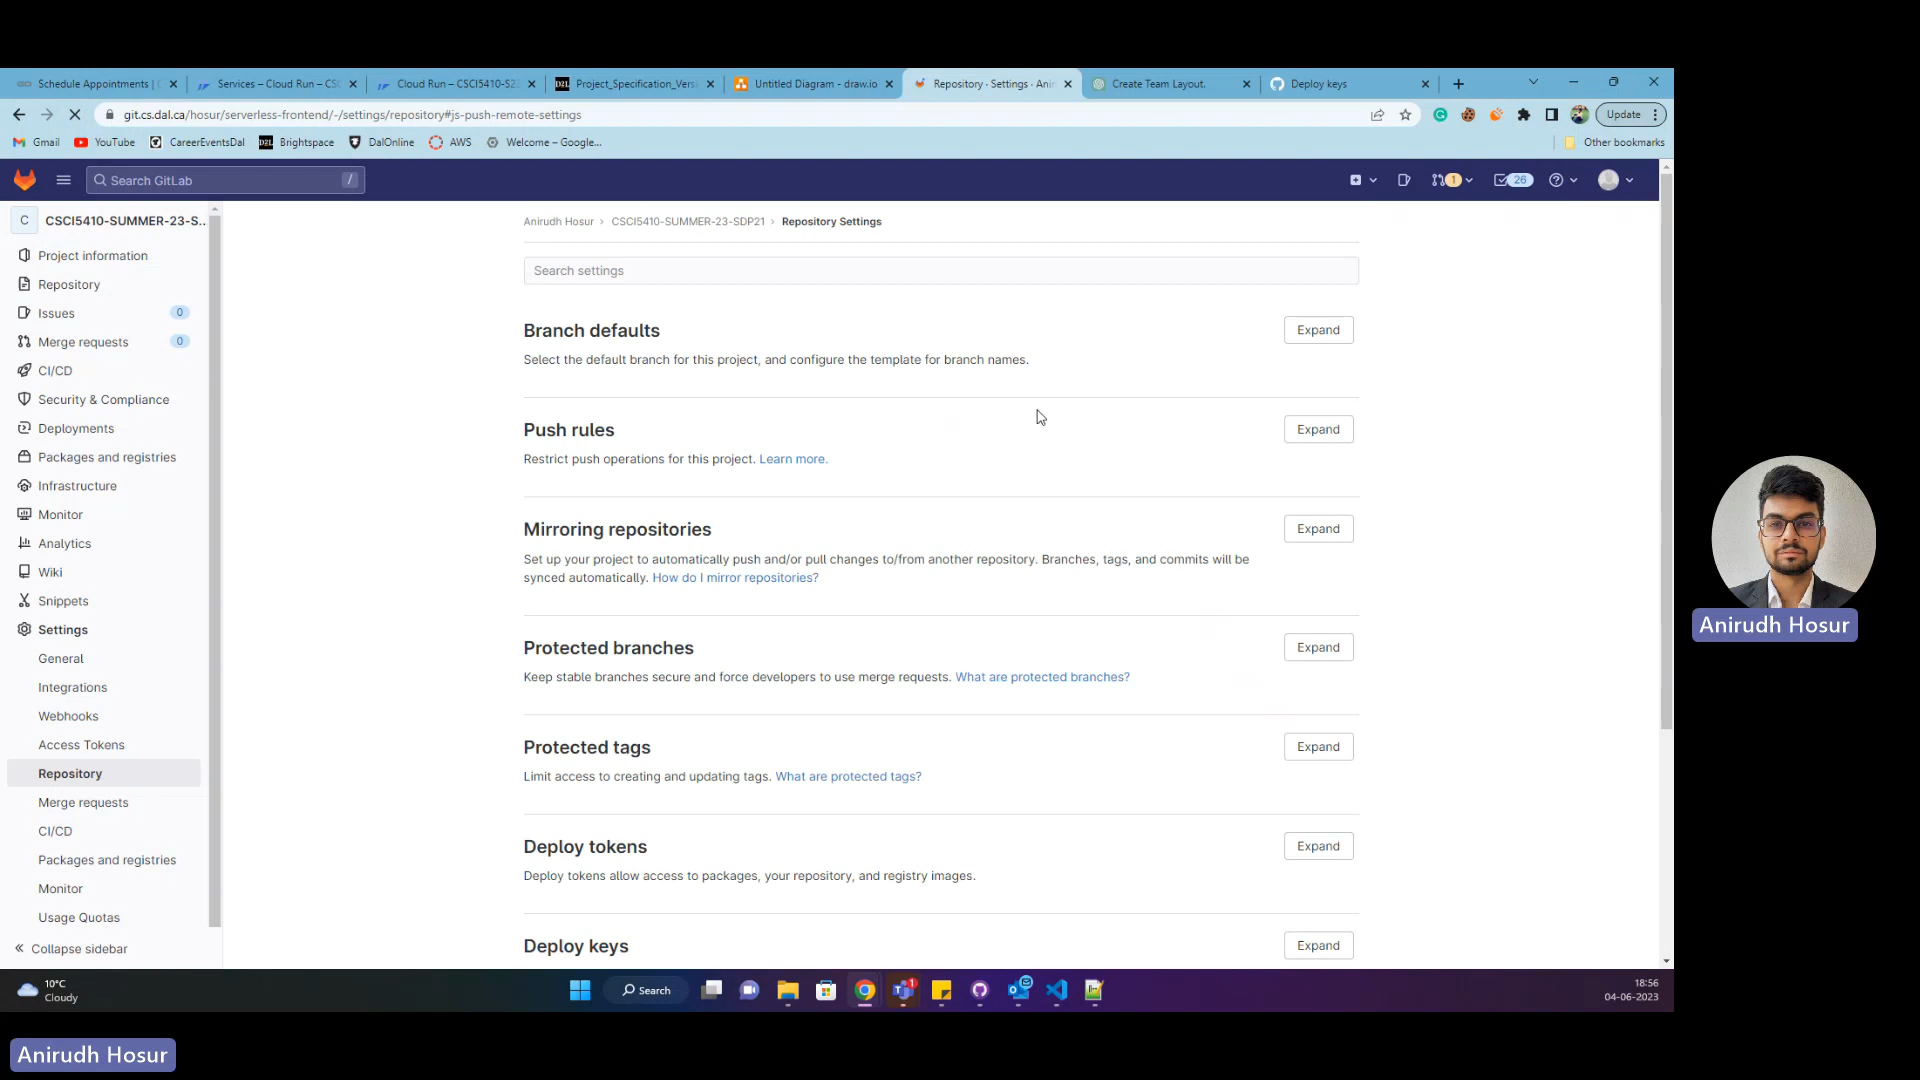 Schedule Appointments |
Services – Cloud Run – CSC
Cloud Run – CSCI5410-S2
Project_Specification_Vers
Untitled Diagram - draw.io
Repository · Settings · Ani
Create Team Layout.
Deploy keys
git.cs.dal.ca/hosur/serverless-frontend/-/settings/repository#js-push-remote-settings
Update
Gmail
YouTube
CareerEventsDal
Brightspace
DalOnline
AWS
Welcome – Google...
Other bookmarks
Search GitLab
/
1
26
C
CSCI5410-SUMMER-23-S...
Project information
Repository
Issues 0
Merge requests 0
CI/CD
Security & Compliance
Deployments
Packages and registries
Infrastructure
Monitor
Analytics
Wiki
Snippets
Settings
General
Integrations
Webhooks
Access Tokens
Repository
Merge requests
CI/CD
Packages and registries
Monitor
Usage Quotas
Collapse sidebar
Anirudh Hosur › CSCI5410-SUMMER-23-SDP21 › Repository Settings
Search settings
Branch defaults
Expand
Select the default branch for this project, and configure the template for branch names.
Push rules
Expand
Restrict push operations for this project. Learn more.
Mirroring repositories
Expand
Set up your project to automatically push and/or pull changes to/from another repository. Branches, tags, and commits will be
synced automatically. How do I mirror repositories?
Protected branches
Expand
Keep stable branches secure and force developers to use merge requests. What are protected branches?
Protected tags
Expand
Limit access to creating and updating tags. What are protected tags?
Deploy tokens
Expand
Deploy tokens allow access to packages, your repository, and registry images.
Deploy keys
Expand
Anirudh Hosur
10°C
Cloudy
Search
1
18:56
04-06-2023
Anirudh Hosur